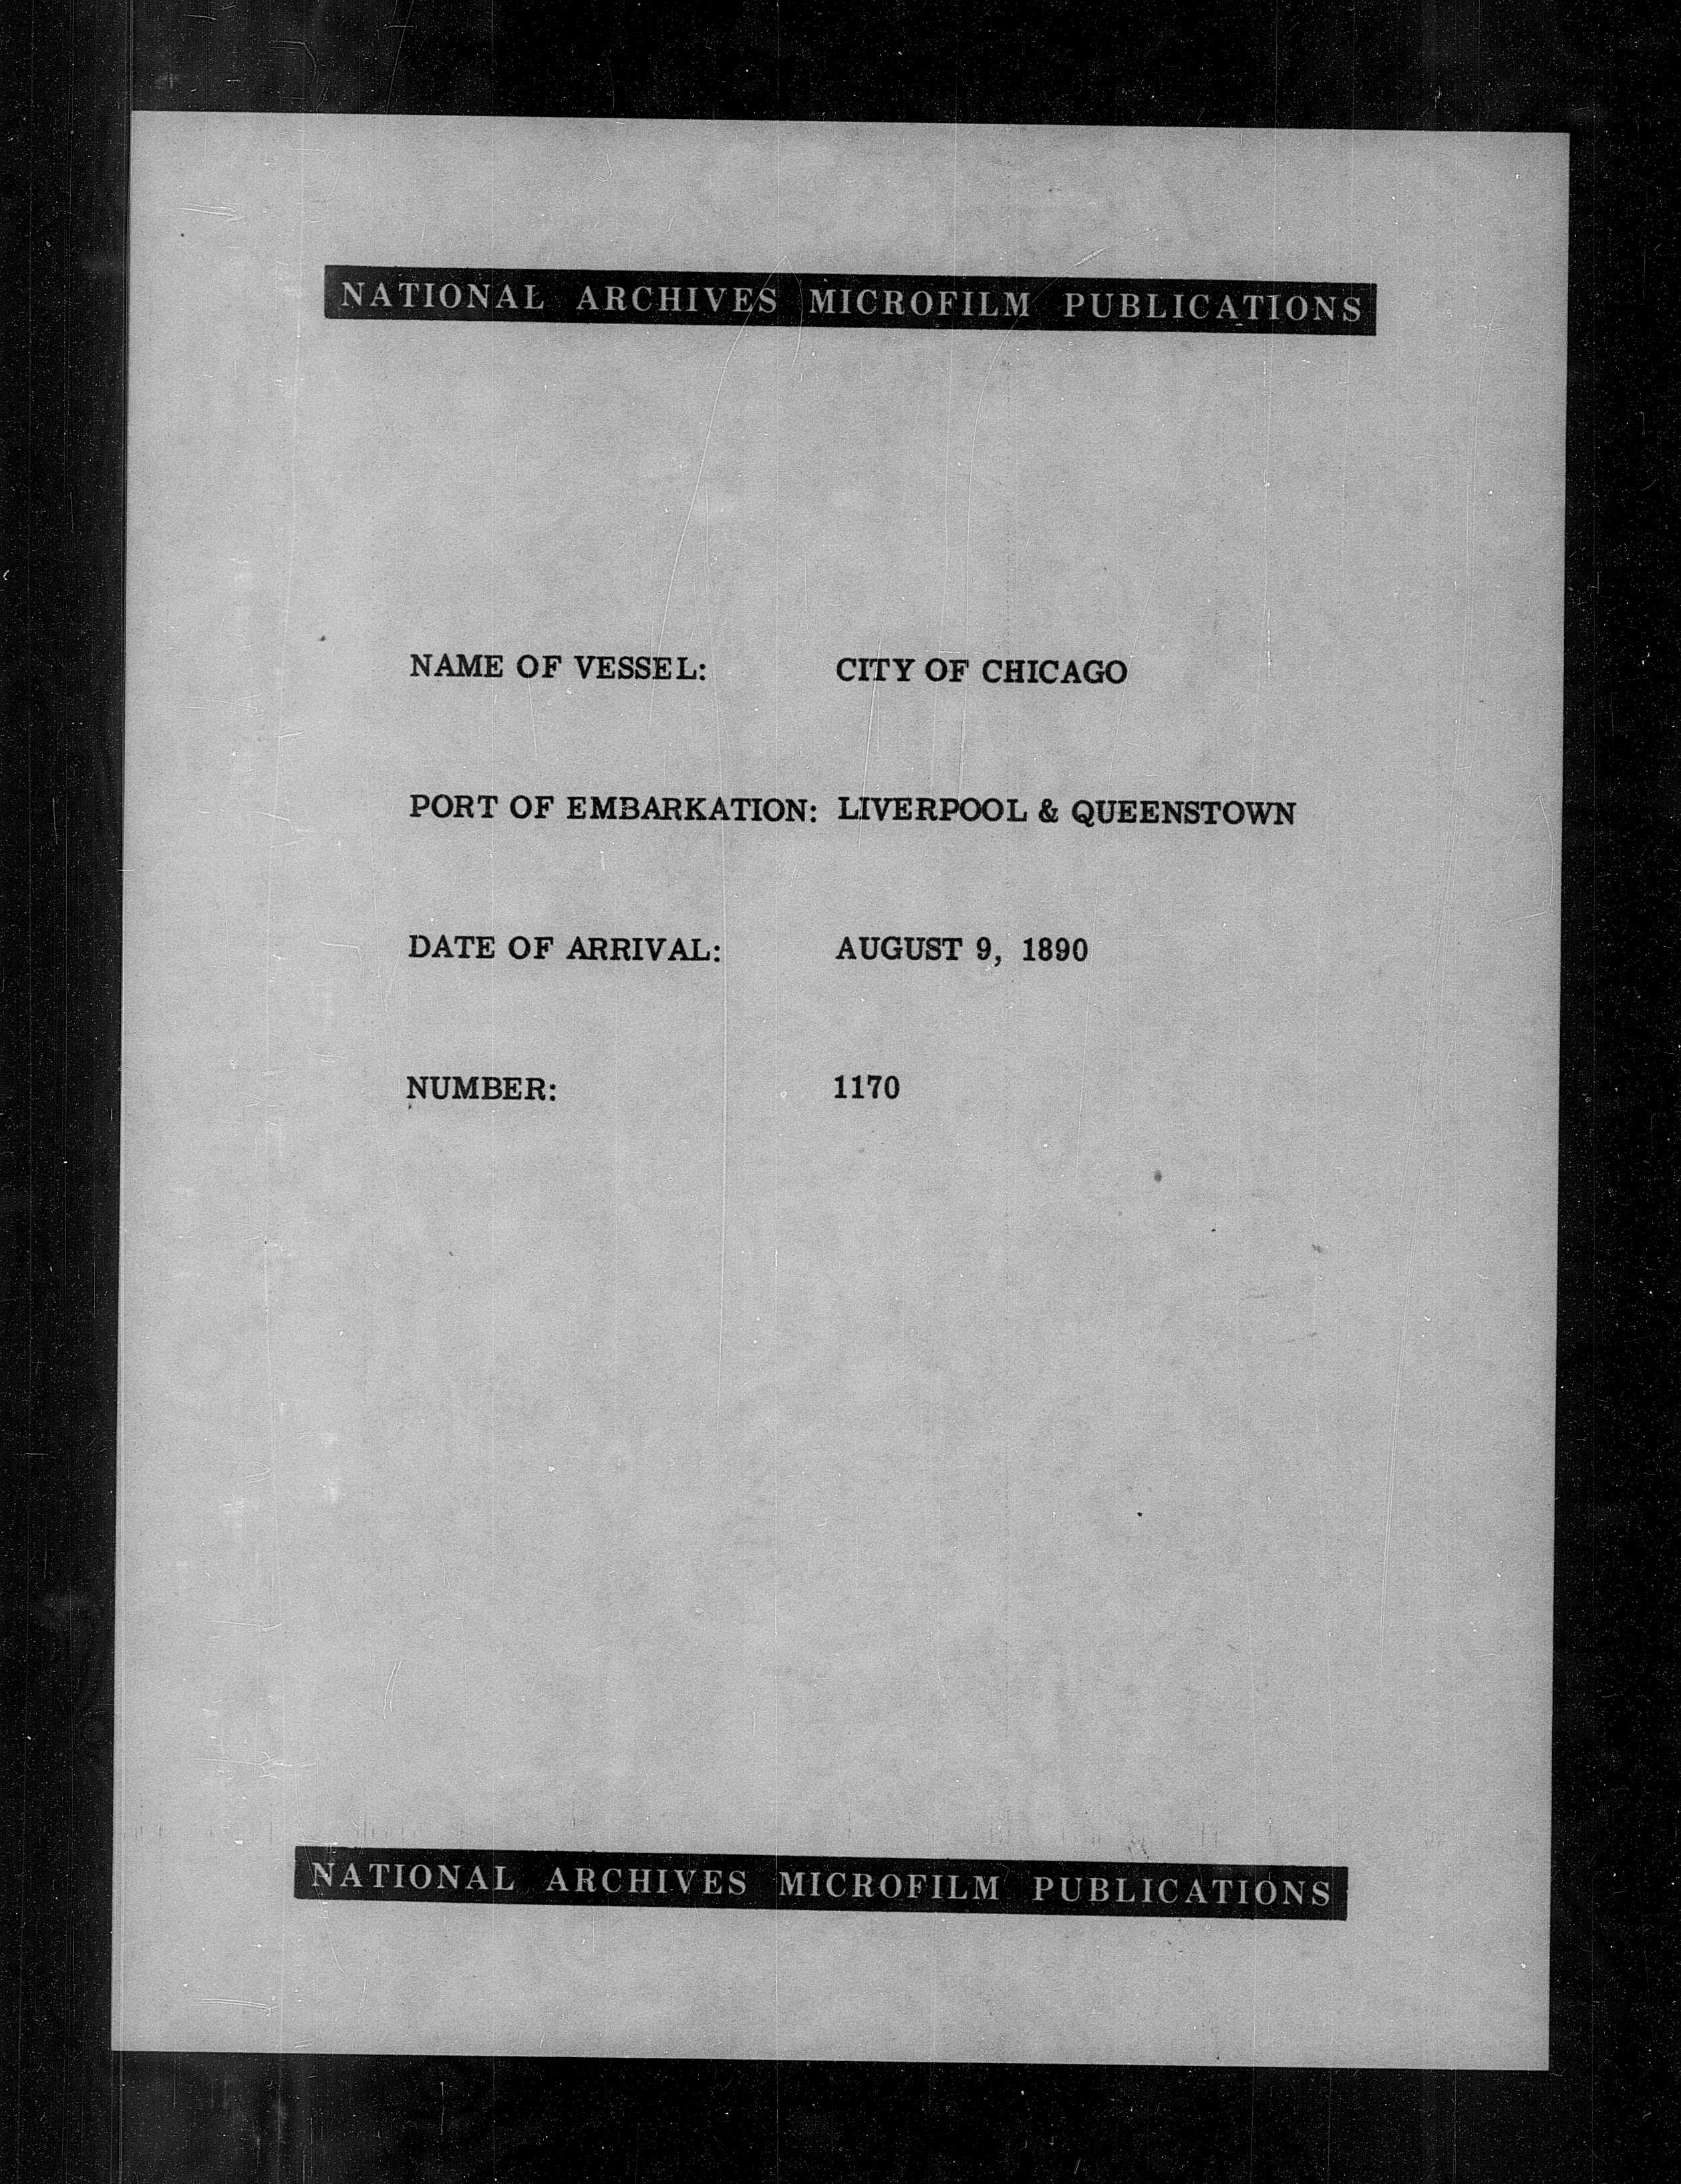 NATIONAL ARCHIVES MICROFILM PUBLICATIONS
NAME OF VESSEL: CITY OF CHICAGO
PORT OF EMBARKATION: LIVERPOOL & QUEENSTOWN
DATE OF ARRIVAL: AUGUST 9, 1890
NUMBER: 1170
NATIONAL ARCHIVES MICROFILM PUBLICATIONS